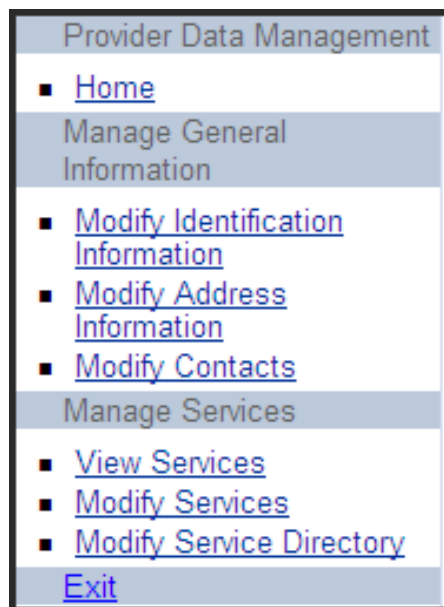 Provider Data Management
Home
Manage General
Information
Modify Identification
Information
Modify Address
Information
Modify Contacts
Manage Services
View Services
Modify Services
Modify Service Directory
Exit